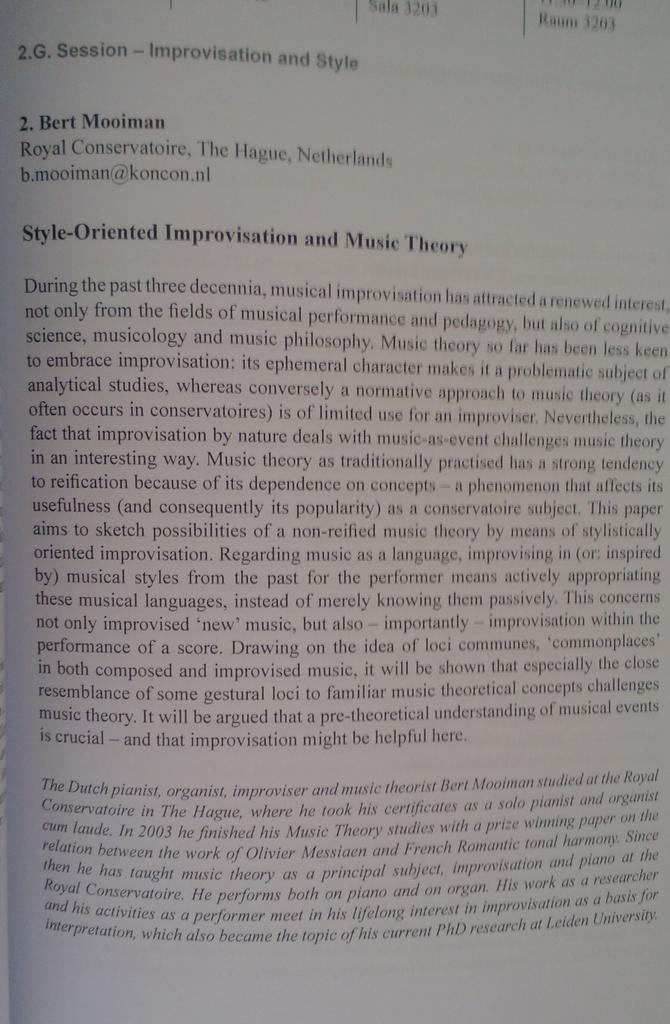 Sala 3203
Raum 3203
2.G. Session – Improvisation and Style
2. Bert Mooiman
Royal Conservatoire, The Hague, Netherlands
b.mooiman@koncon.nl
Style-Oriented Improvisation and Music Theory
During the past three decennia, musical improvisation has attracted a renewed interest,
not only from the fields of musical performance and pedagogy, but also of cognitive
science, musicology and music philosophy. Music theory so far has been less keen
to embrace improvisation: its ephemeral character makes it a problematic subject of
analytical studies, whereas conversely a normative approach to music theory (as it
often occurs in conservatoires) is of limited use for an improviser. Nevertheless, the
fact that improvisation by nature deals with music-as-event challenges music theory
in an interesting way. Music theory as traditionally practised has a strong tendency
to reification because of its dependence on concepts – a phenomenon that affects its
usefulness (and consequently its popularity) as a conservatoire subject. This paper
aims to sketch possibilities of a non-reified music theory by means of stylistically
oriented improvisation. Regarding music as a language, improvising in (or: inspired
by) musical styles from the past for the performer means actively appropriating
these musical languages, instead of merely knowing them passively. This concerns
not only improvised ‘new’ music, but also – importantly – improvisation within the
performance of a score. Drawing on the idea of loci communes, ‘commonplaces’
in both composed and improvised music, it will be shown that especially the close
resemblance of some gestural loci to familiar music theoretical concepts challenges
music theory. It will be argued that a pre-theoretical understanding of musical events
is crucial – and that improvisation might be helpful here.
The Dutch pianist, organist, improviser and music theorist Bert Mooiman studied at the Royal
Conservatoire in The Hague, where he took his certificates as a solo pianist and organist
cum laude. In 2003 he finished his Music Theory studies with a prize winning paper on the
relation between the work of Olivier Messiaen and French Romantic tonal harmony. Since
then he has taught music theory as a principal subject, improvisation and piano at the
Royal Conservatoire. He performs both on piano and on organ. His work as a researcher
and his activities as a performer meet in his lifelong interest in improvisation as a basis for
interpretation, which also became the topic of his current PhD research at Leiden University.